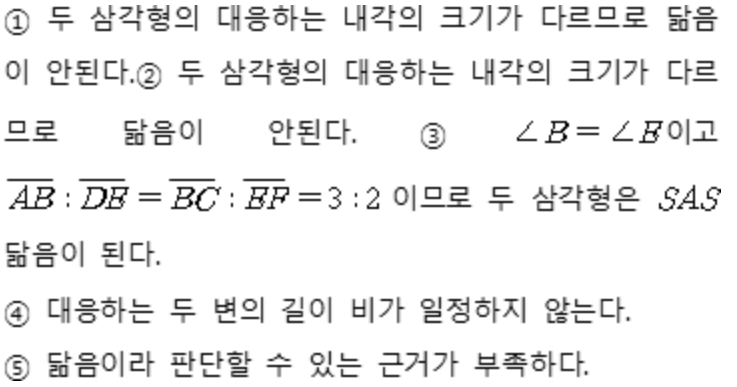 ① 두 삼각형의 대응하는 내각의 크기가 다르므로 닮음
이 안된다.② 두 삼각형의 대응하는 내각의 크기가 다르
므로 닮음이 안된다. ③ ∠B = ∠E이고
A̅B̅ : D̅E̅ = B̅C̅ : E̅F̅ = 3 : 2 이므로 두 삼각형은 SAS
닮음이 된다.
④ 대응하는 두 변의 길이 비가 일정하지 않는다.
⑤ 닮음이라 판단할 수 있는 근거가 부족하다.